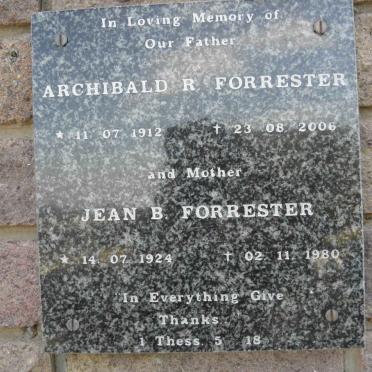 In Loving Memory of
Our Father
ARCHIBALD R. FORRESTER
★ 11 07 1912 † 23 08 2006
and Mother
JEAN B. FORRESTER
★ 14 07 1924 † 02 11 1980
In Everything Give
Thanks
1 Thess 5 18